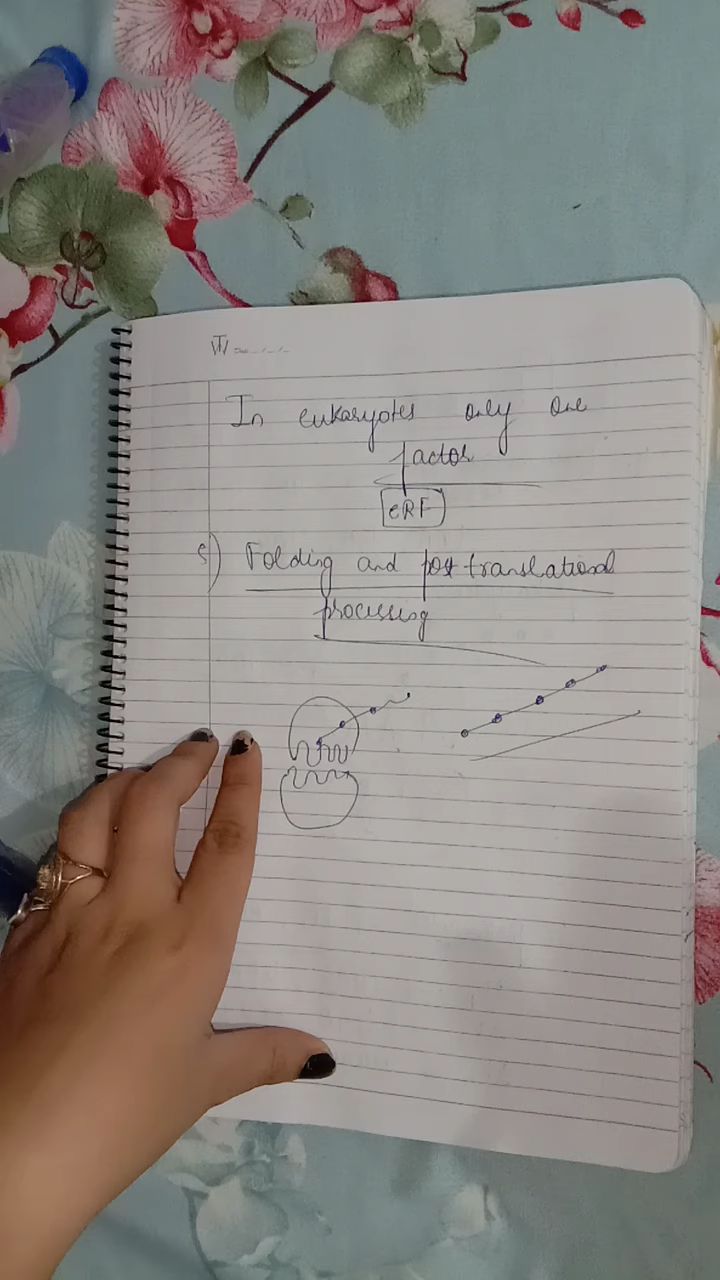 In eukaryotes only one
factor
eRF
5) Folding and post translational
processing